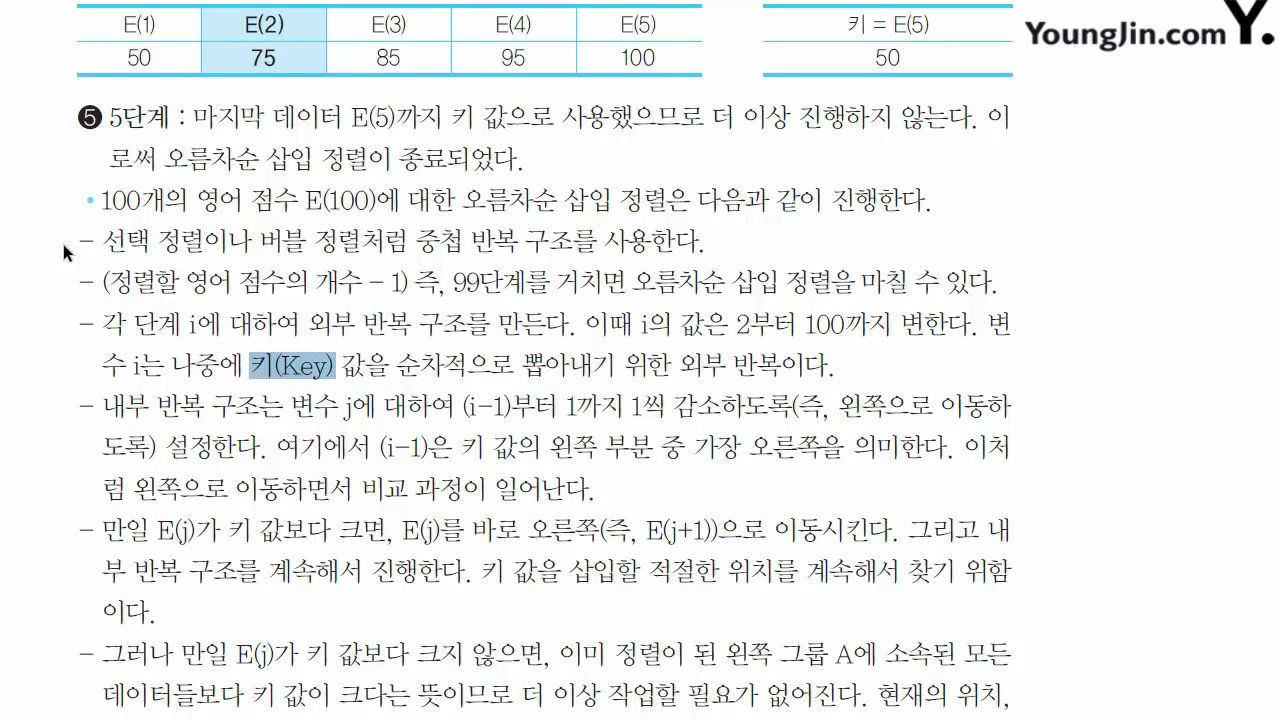 E(1) E(2) E(3) E(4) E(5) 키 = E(5)
50 75 85 95 100 50
YoungJin.com Y.
❺ 5단계 : 마지막 데이터 E(5)까지 키 값으로 사용했으므로 더 이상 진행하지 않는다. 이
로써 오름차순 삽입 정렬이 종료되었다.
• 100개의 영어 점수 E(100)에 대한 오름차순 삽입 정렬은 다음과 같이 진행한다.
– 선택 정렬이나 버블 정렬처럼 중첩 반복 구조를 사용한다.
– (정렬할 영어 점수의 개수 – 1) 즉, 99단계를 거치면 오름차순 삽입 정렬을 마칠 수 있다.
– 각 단계 i에 대하여 외부 반복 구조를 만든다. 이때 i의 값은 2부터 100까지 변한다. 변
수 i는 나중에 키(Key) 값을 순차적으로 뽑아내기 위한 외부 반복이다.
– 내부 반복 구조는 변수 j에 대하여 (i–1)부터 1까지 1씩 감소하도록(즉, 왼쪽으로 이동하
도록) 설정한다. 여기에서 (i–1)은 키 값의 왼쪽 부분 중 가장 오른쪽을 의미한다. 이처
럼 왼쪽으로 이동하면서 비교 과정이 일어난다.
– 만일 E(j)가 키 값보다 크면, E(j)를 바로 오른쪽(즉, E(j+1))으로 이동시킨다. 그리고 내
부 반복 구조를 계속해서 진행한다. 키 값을 삽입할 적절한 위치를 계속해서 찾기 위함
이다.
– 그러나 만일 E(j)가 키 값보다 크지 않으면, 이미 정렬이 된 왼쪽 그룹 A에 소속된 모든
데이터들보다 키 값이 크다는 뜻이므로 더 이상 작업할 필요가 없어진다. 현재의 위치,